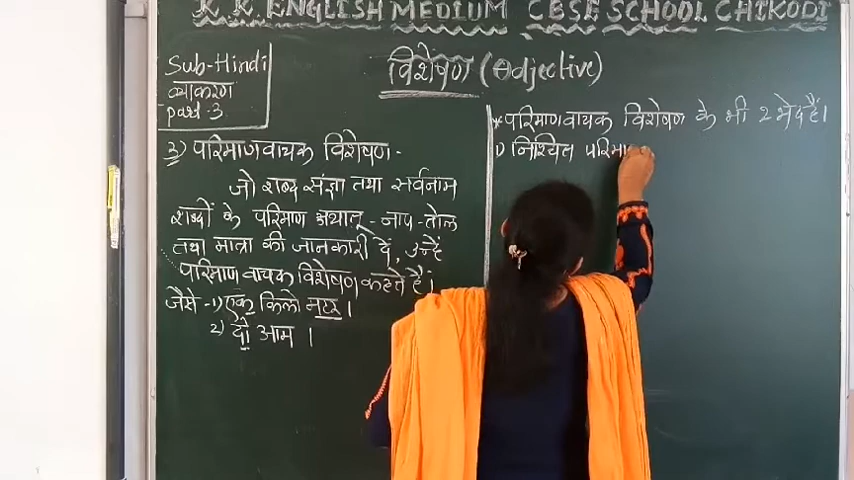 K.K. ENGLISH MEDIUM CBSE SCHOOL CHIKODI
Sub-Hindi
व्याकरण
part-3
विशेषण (Adjective)
3) परिमाणवाचक विशेषण -
जो शब्द संज्ञा तथा सर्वनाम
शब्दों के परिमाण अर्थात् - नाप-तोल
तथा मात्रा की जानकारी दें, उन्हें
परिमाणवाचक विशेषण कहते हैं।
जैसे -1) एक किलो मटर।
2) दो आम।
* परिमाणवाचक विशेषण के भी 2 भेद हैं।
1) निश्चित परिमा